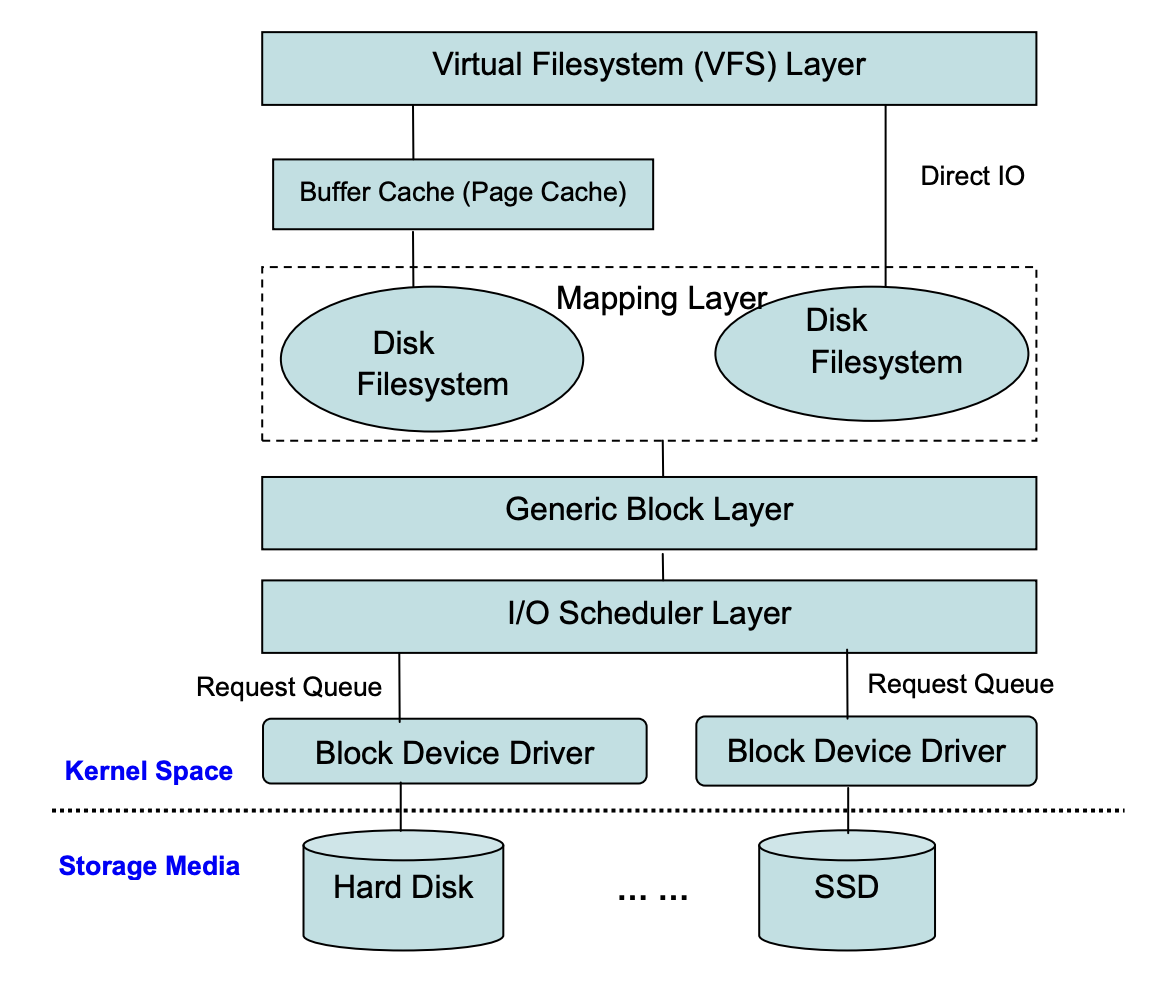 Virtual Filesystem (VFS) Layer
Buffer Cache (Page Cache)
Direct IO
Mapping Layer
Disk
Filesystem
Disk
Filesystem
Generic Block Layer
I/O Scheduler Layer
Request Queue
Request Queue
Block Device Driver
Block Device Driver
Kernel Space
Storage Media
Hard Disk
... ...
SSD